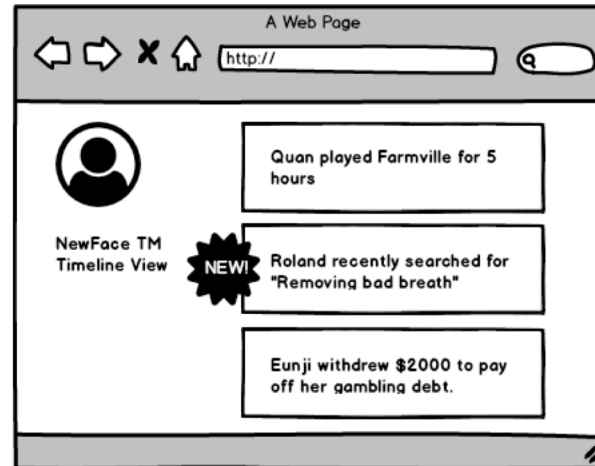 A Web Page
http://
Quan played Farmville for 5
hours
NewFace TM
Timeline View
NEW!
Roland recently searched for
"Removing bad breath"
Eunji withdrew $2000 to pay
off her gambling debt.